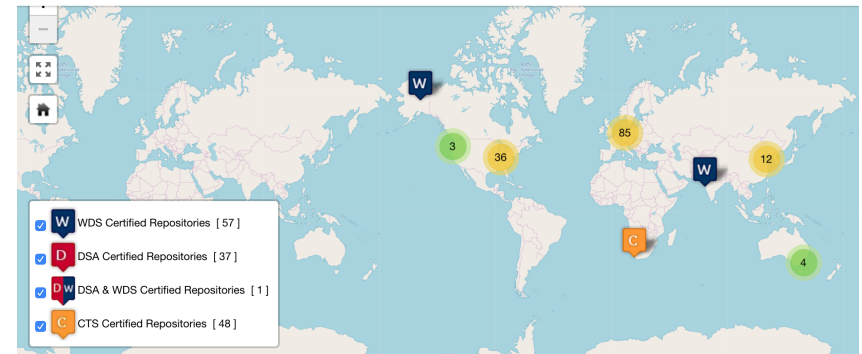 W
3
36
85
W
12
C
4
W WDS Certified Repositories [ 57 ]
D DSA Certified Repositories [ 37 ]
D W DSA & WDS Certified Repositories [ 1 ]
C CTS Certified Repositories [ 48 ]